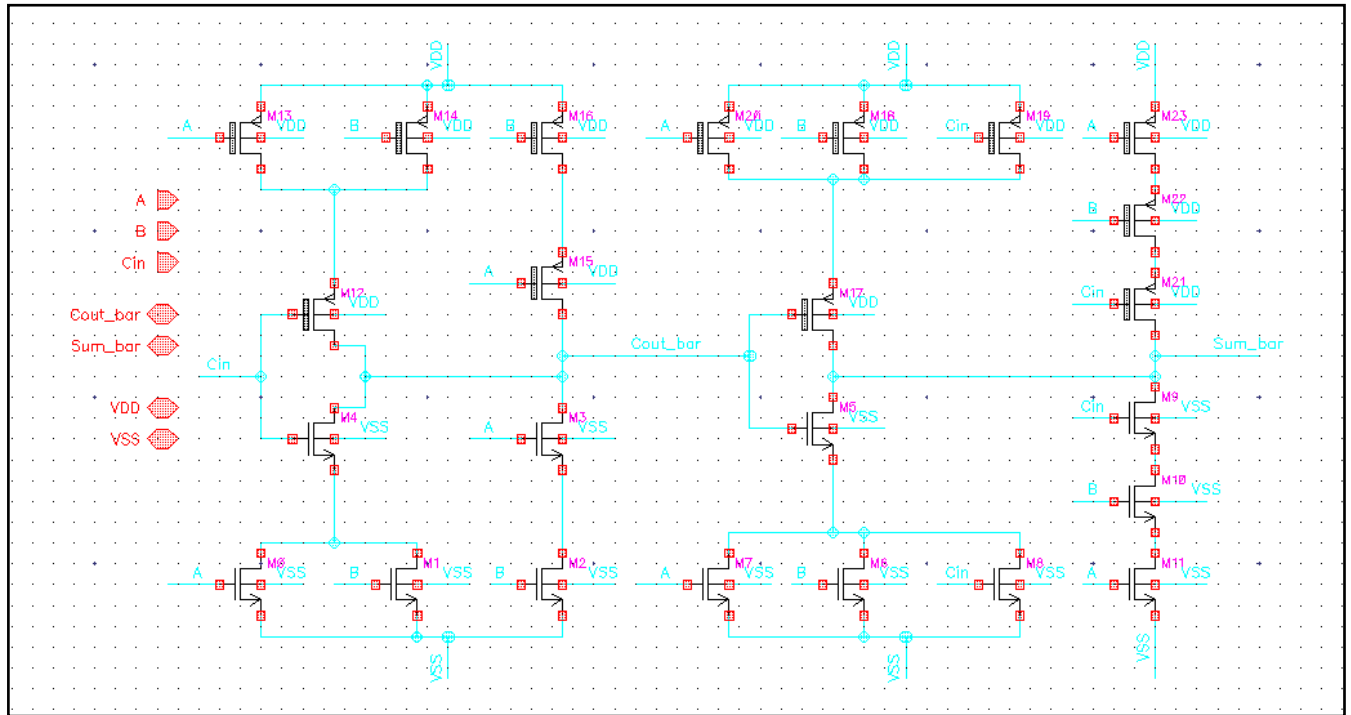 VDD VDD VDD
M13 M14 M16 M20 M18 M19 M23
A VDD B VDD B VDD A VDD B VDD Cin VDD A VDD
A
M22
B VDD
B
Cin
M15
A VDD
M21
Cin VDD
M12 M17
VDD VDD
Cout_bar
Sum_bar
Cout_bar Sum_bar
Cin
M9
VDD
M4 M3 M5
Cin VSS
VSS
VSS A VSS VSS
M10
B VSS
M0 M1 M2 M7 M6 M8 M11
A VSS B VSS B VSS A VSS B VSS Cin VSS A VSS
VSS VSS VSS